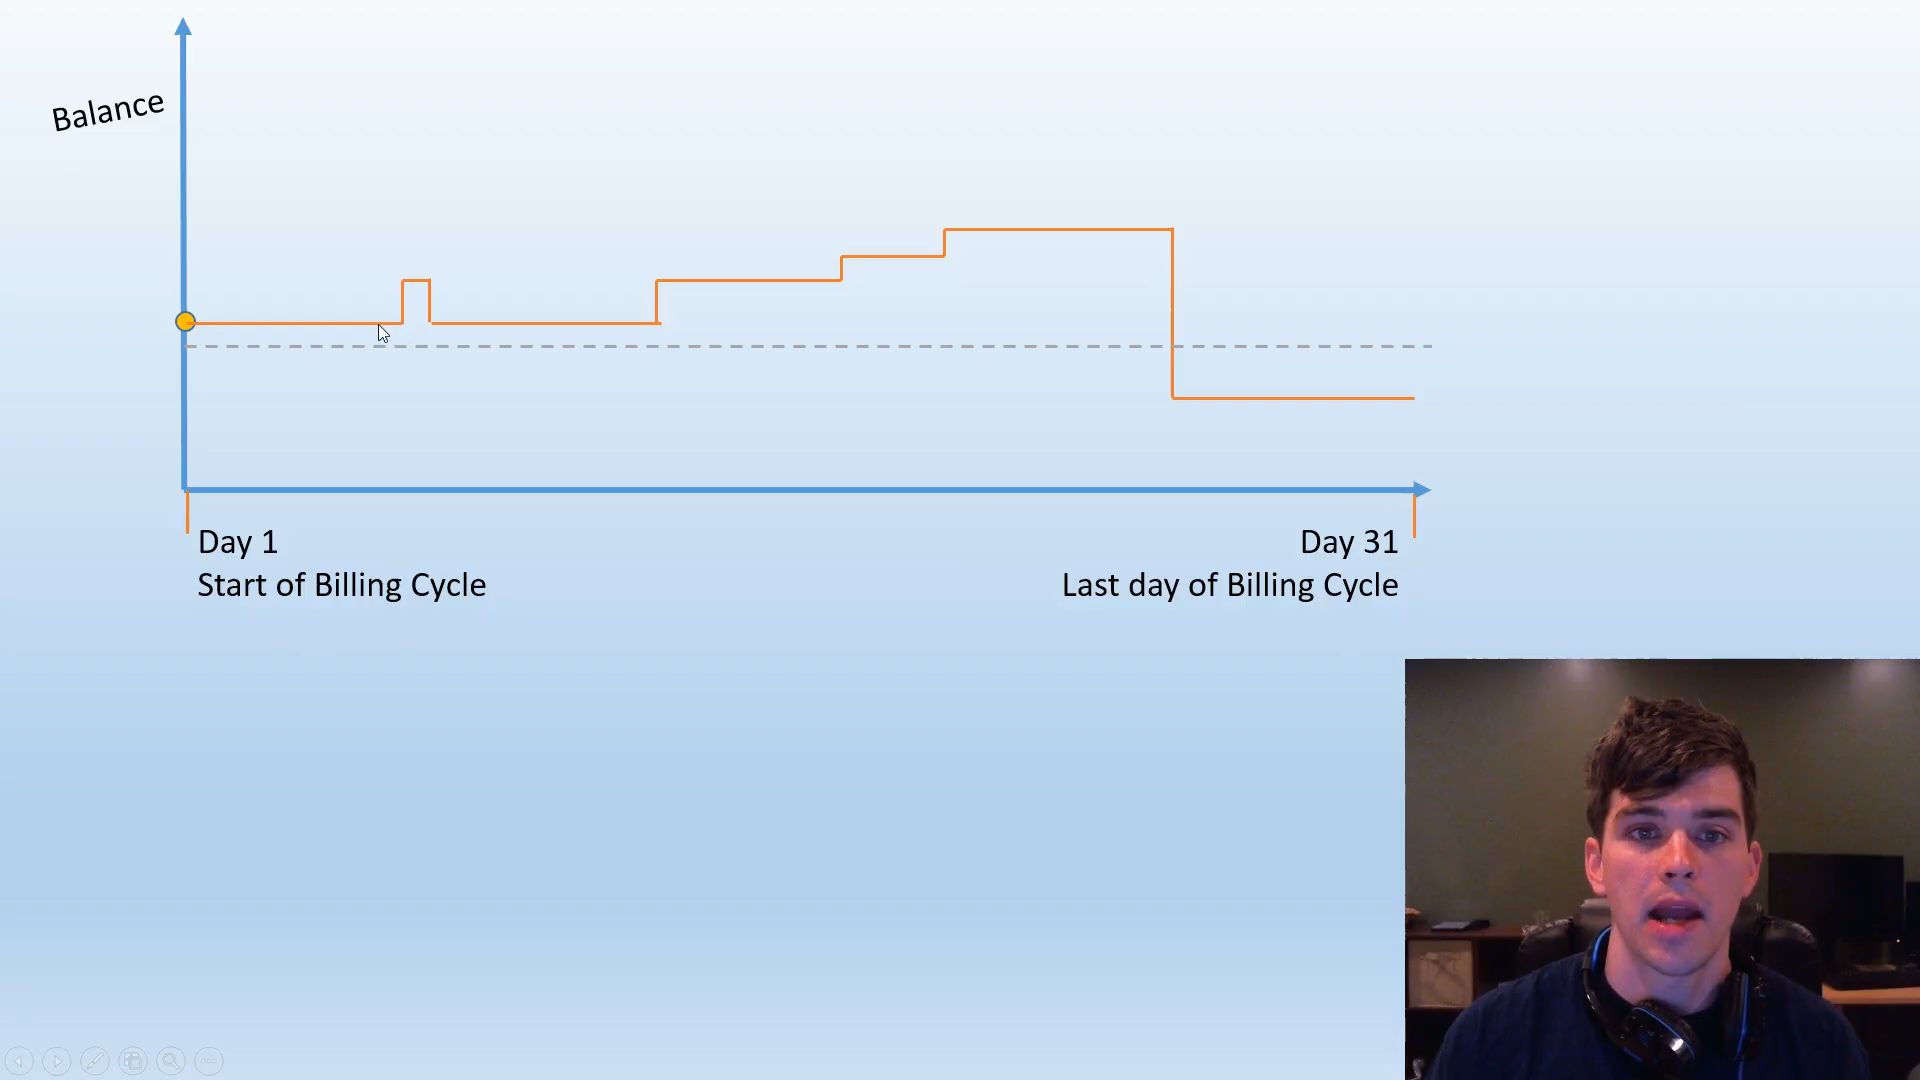 Balance
Day 1
Start of Billing Cycle
Day 31
Last day of Billing Cycle